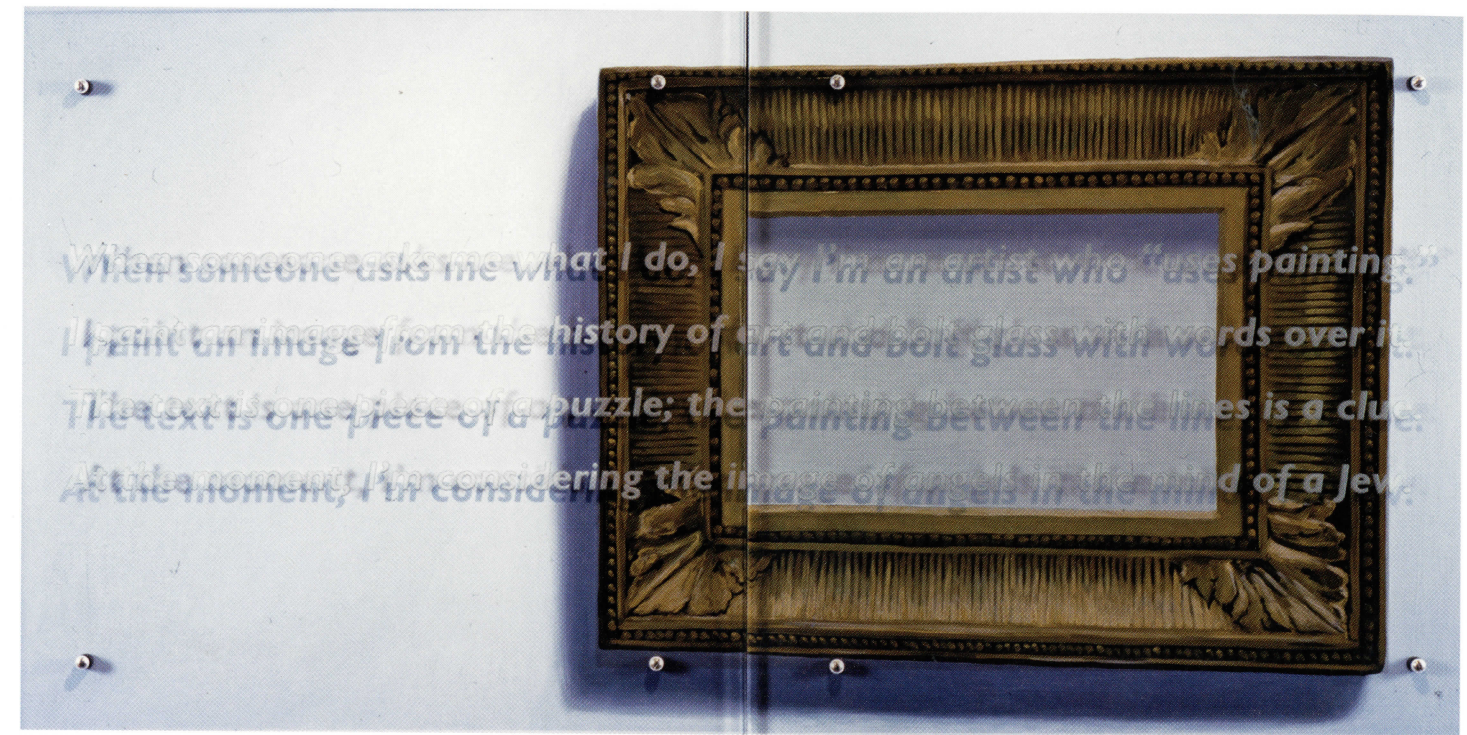 When someone asks me what I do, I say I'm an artist who “uses painting.”
I paint an image from the history of art and bolt glass with words over it.
The text is one piece of a puzzle; the painting between the lines is a clue.
At the moment, I'm considering the image of angels in the mind of a Jew.